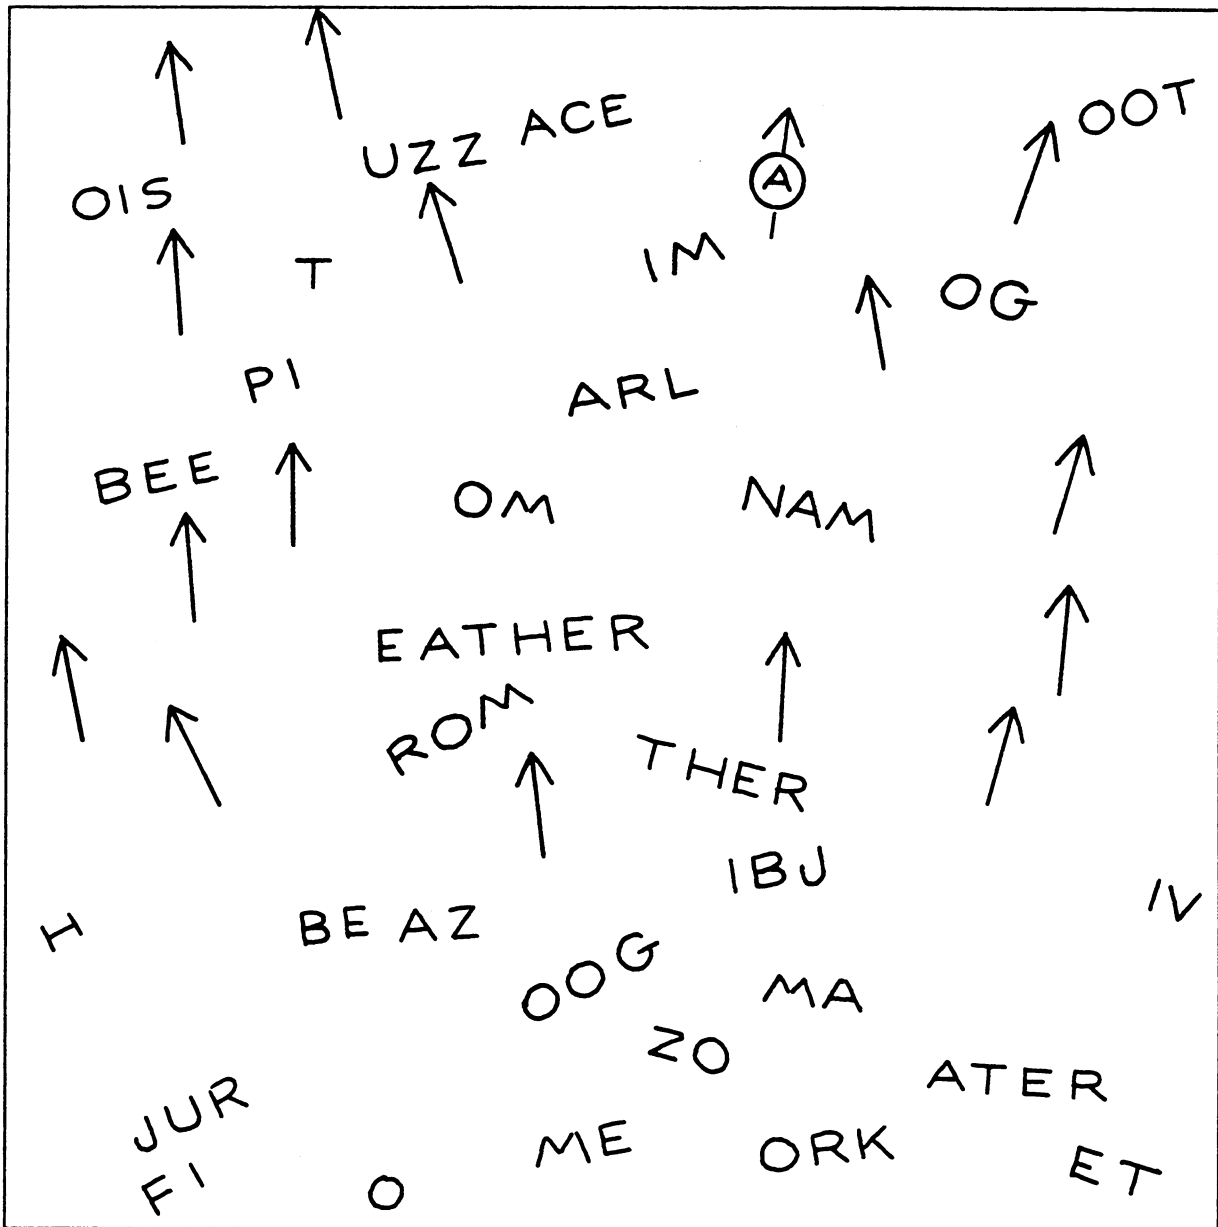 UZZ ACE
OOT
A
OIS
IM
T
OG
PI
ARL
BEE
OM
NAM
EATHER
ROM
THER
IBJ
IV
H
BE AZ
OOG
MA
ZO
ATER
JUR
ME
ORK
ET
FI
O